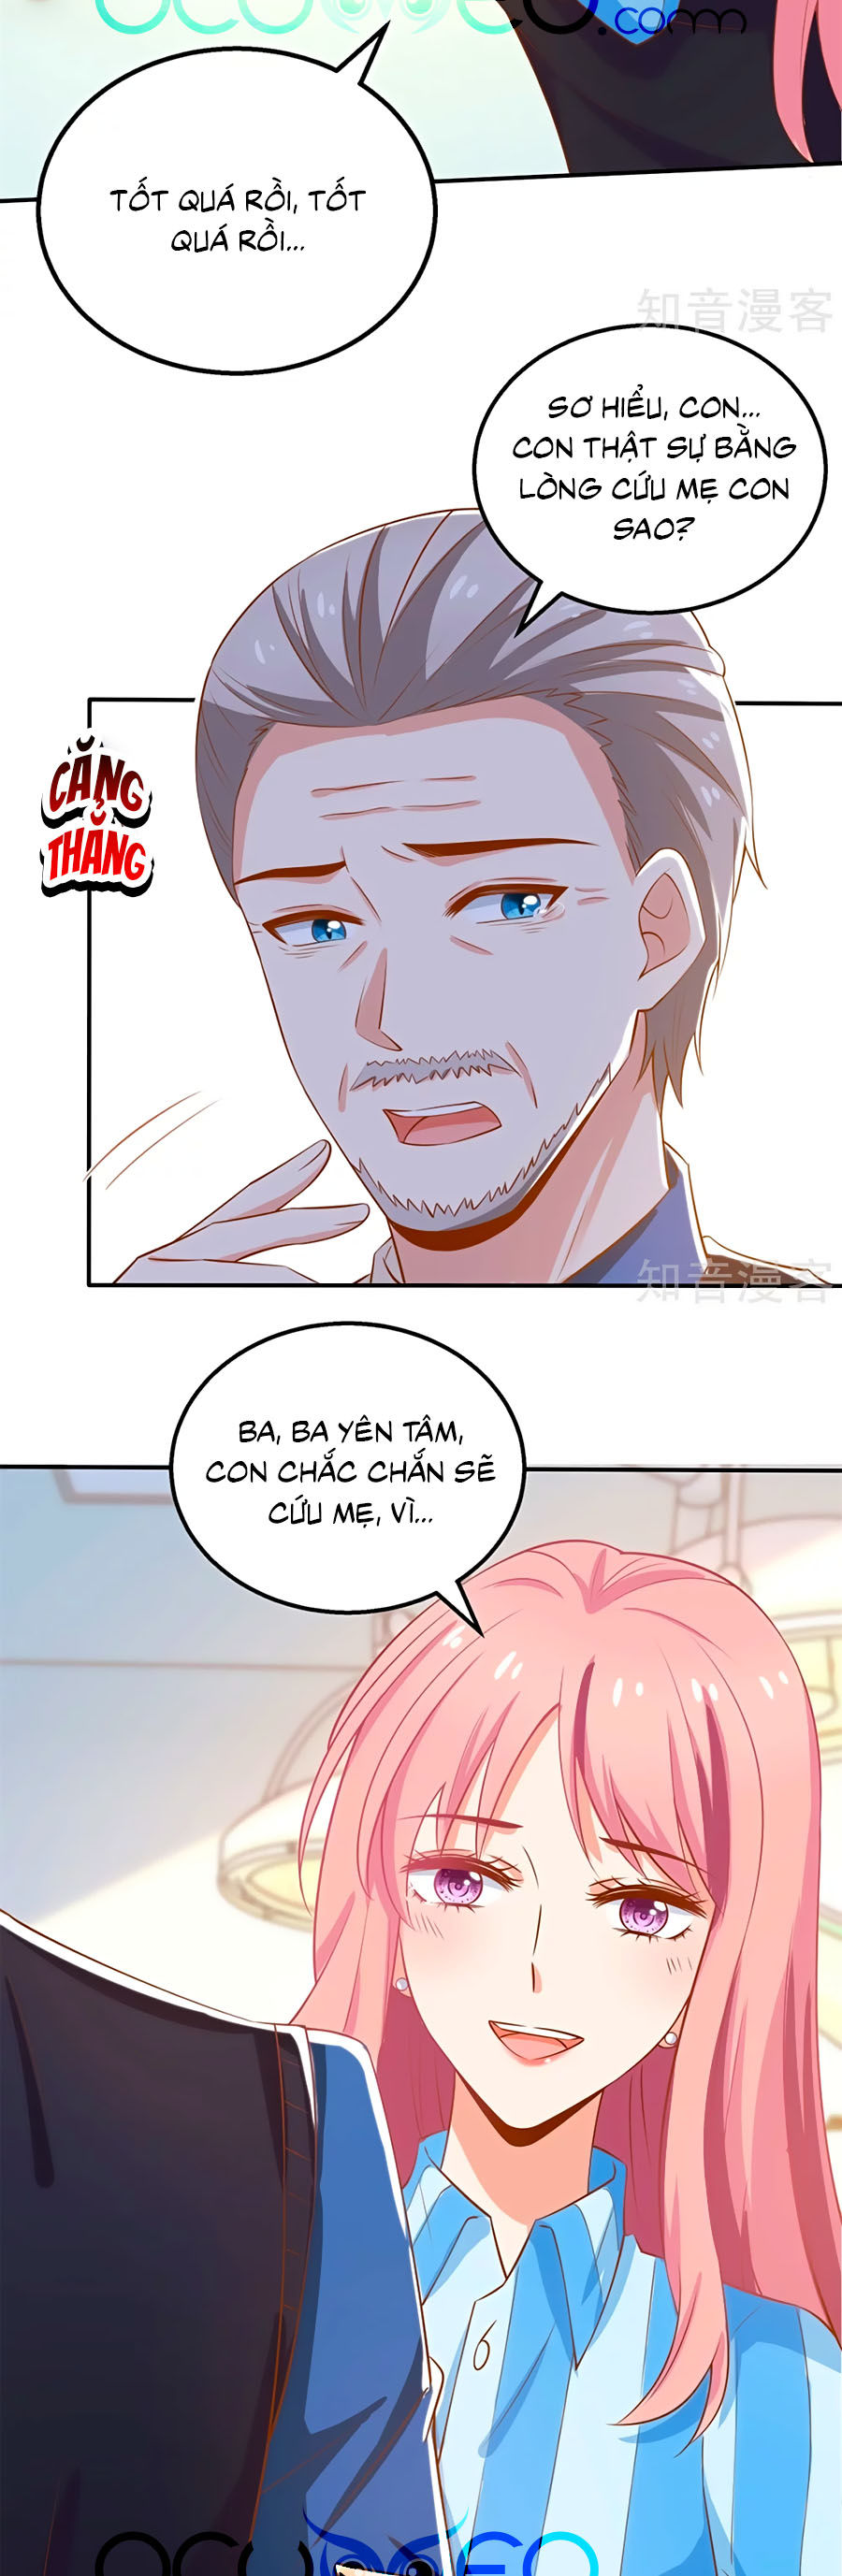 OCOMEO.com
TỐT QUÁ RỒI, TỐT
QUÁ RỒI...
知音漫客
SƠ HIỂU, CON...
CON THẬT SỰ BẰNG
LÒNG CỨU MẸ CON
SAO?
CĂNG
THẲNG
知音漫客
BA, BA YÊN TÂM,
CON CHẮC CHẮN SẼ
CỨU MẸ, VÌ...